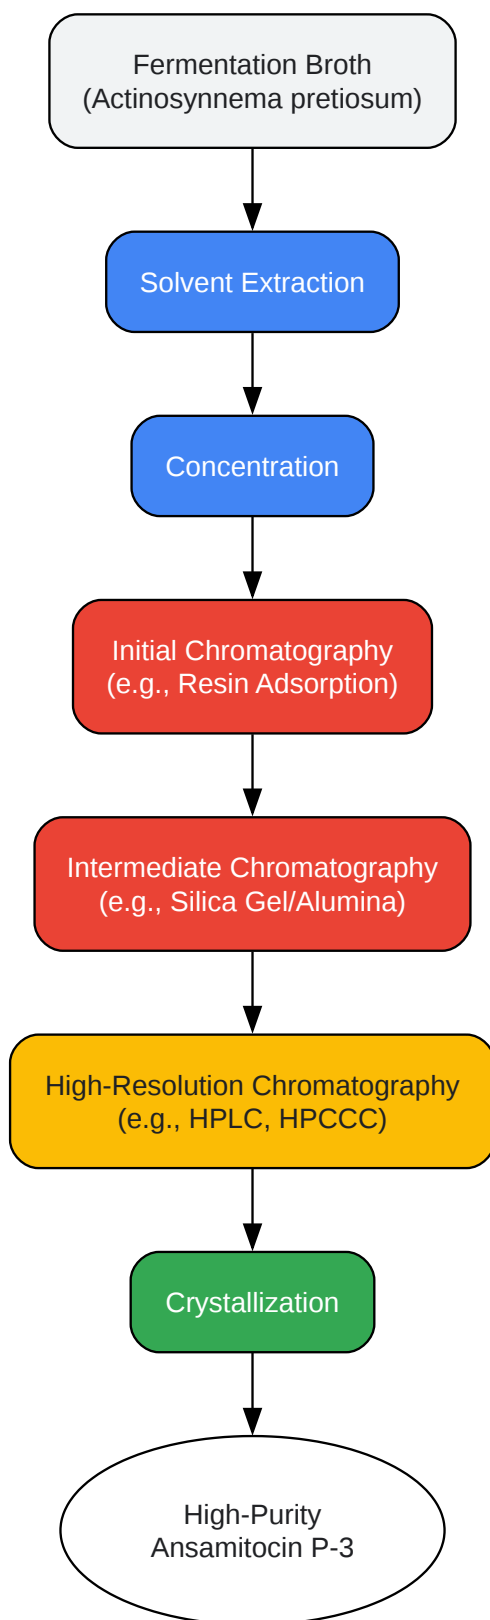 Fermentation Broth
(Actinosynnema pretiosum)
Solvent Extraction
Concentration
Initial Chromatography
(e.g., Resin Adsorption)
Intermediate Chromatography
(e.g., Silica Gel/Alumina)
High-Resolution Chromatography
(e.g., HPLC, HPCCC)
Crystallization
High-Purity
Ansamitocin P-3